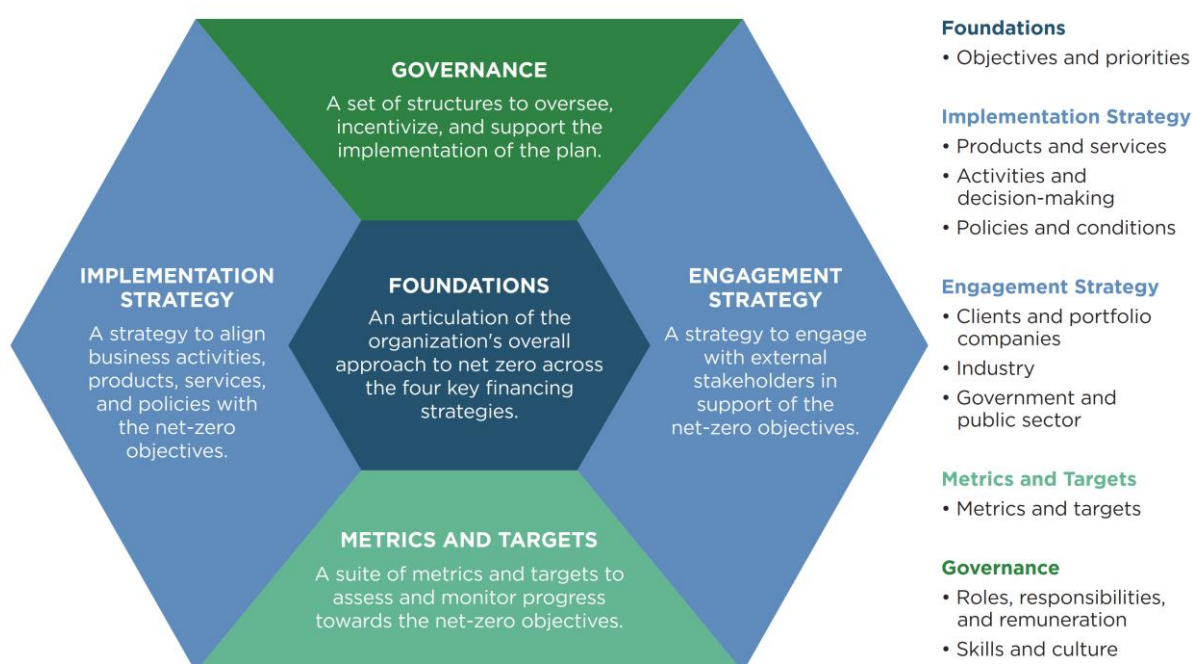 GOVERNANCE
A set of structures to oversee,
incentivize, and support the
implementation of the plan.
IMPLEMENTATION
STRATEGY
A strategy to align
business activities,
products, services,
and policies with
the net-zero
objectives.
FOUNDATIONS
An articulation of the
organization's overall
approach to net zero across
the four key financing
strategies.
ENGAGEMENT
STRATEGY
A strategy to engage
with external
stakeholders in
support of the
net-zero objectives.
METRICS AND TARGETS
A suite of metrics and targets to
assess and monitor progress
towards the net-zero objectives.
Foundations
• Objectives and priorities
Implementation Strategy
• Products and services
• Activities and
decision-making
• Policies and conditions
Engagement Strategy
• Clients and portfolio
companies
• Industry
• Government and
public sector
Metrics and Targets
• Metrics and targets
Governance
• Roles, responsibilities,
and remuneration
• Skills and culture